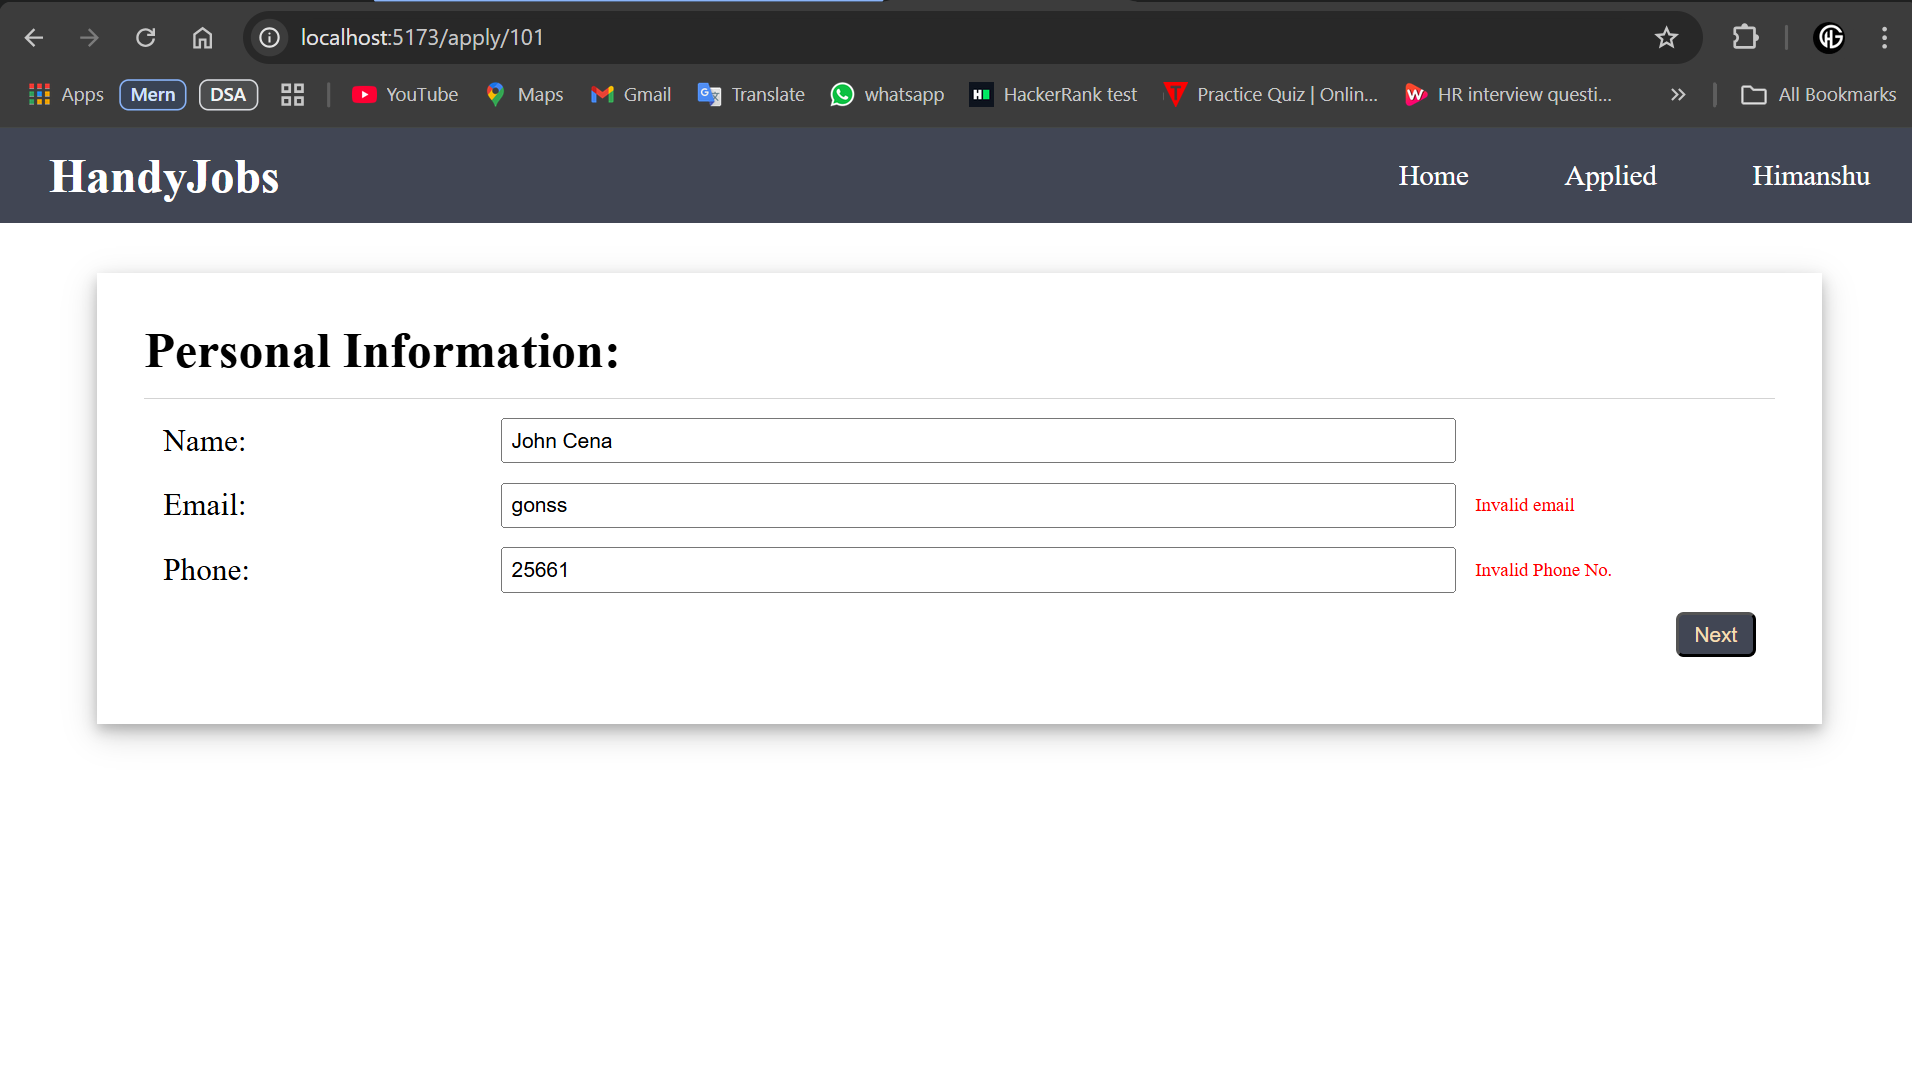 localhost:5173/apply/101
Apps Mern DSA YouTube Maps Gmail Translate whatsapp HackerRank test Practice Quiz | Onlin... HR interview questi... » All Bookmarks
HandyJobs Home Applied Himanshu
Personal Information:
Name: John Cena
Email: gonss Invalid email
Phone: 25661 Invalid Phone No.
Next